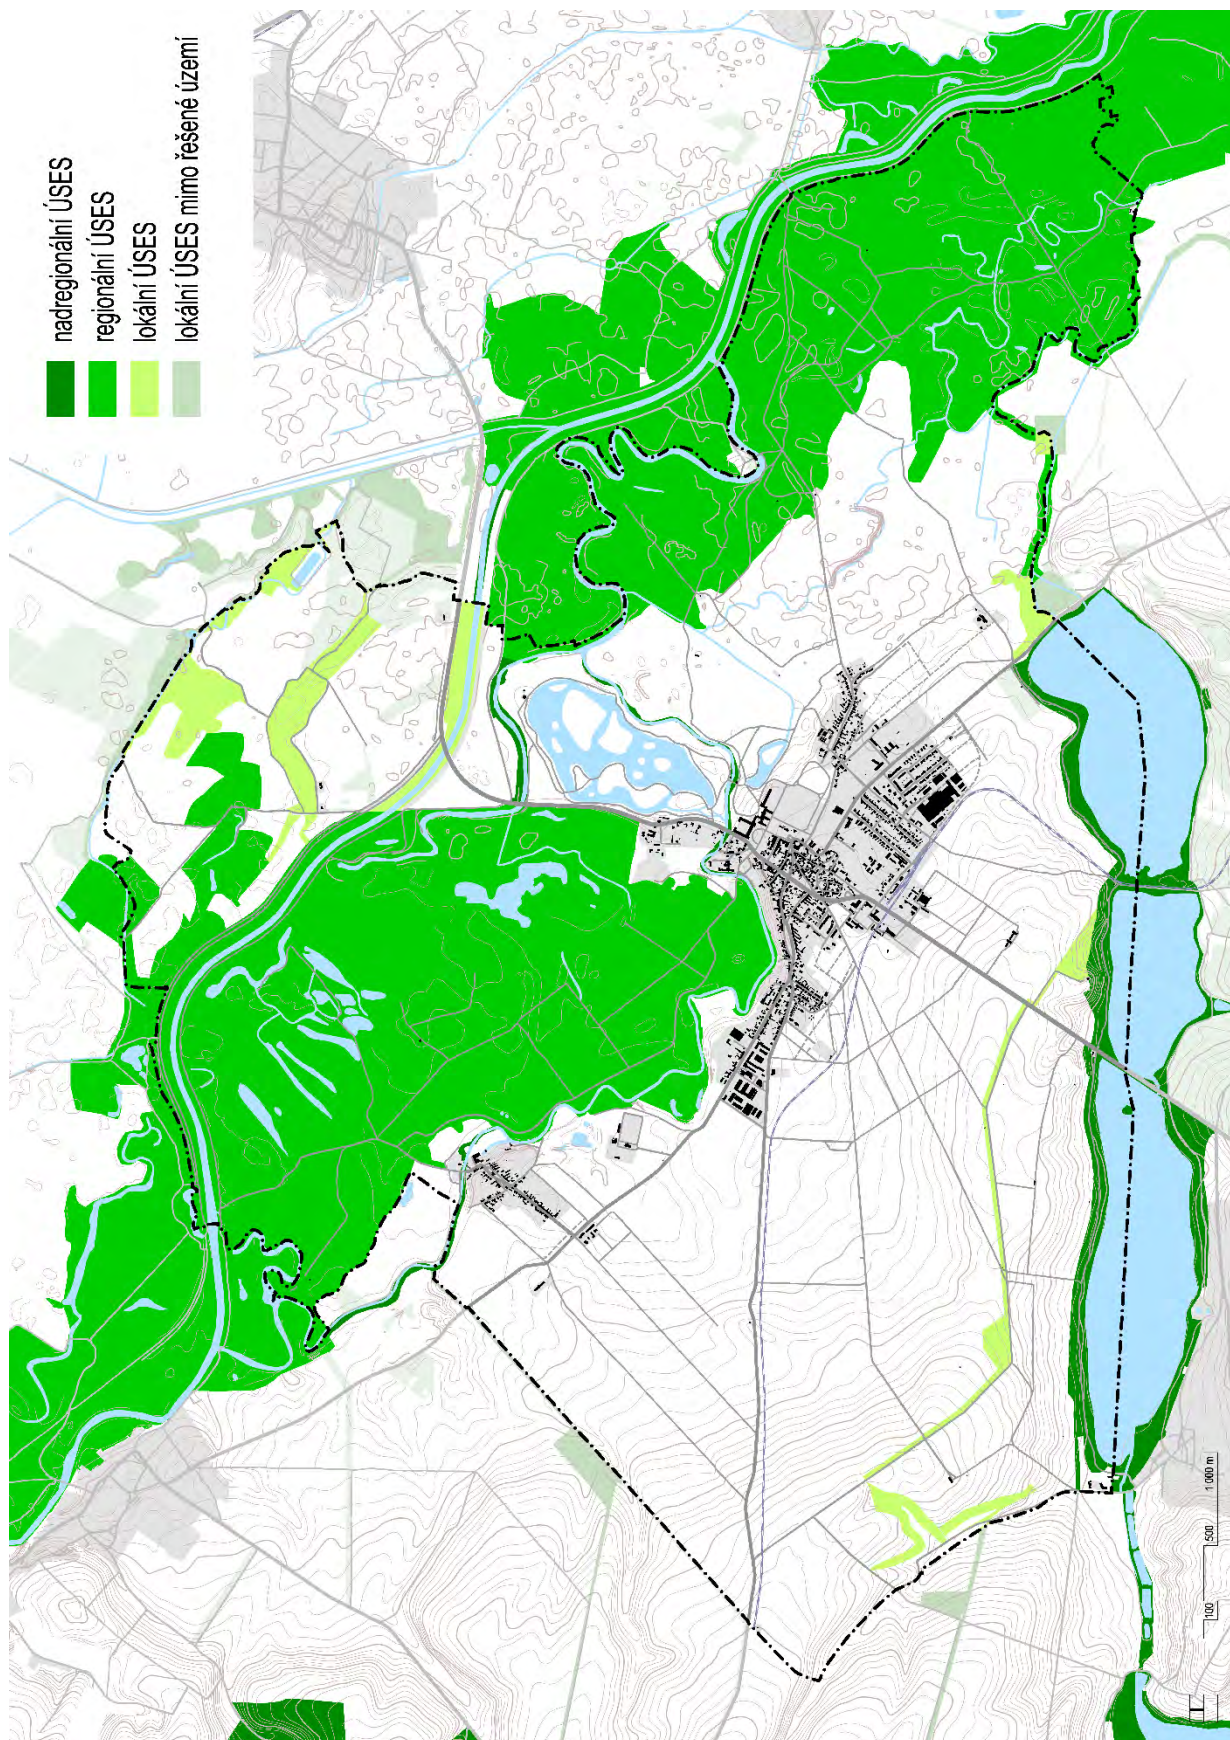 nadregionální ÚSES
regionální ÚSES
lokální ÚSES
lokální ÚSES mimo řešené území
100 500 1 000 m